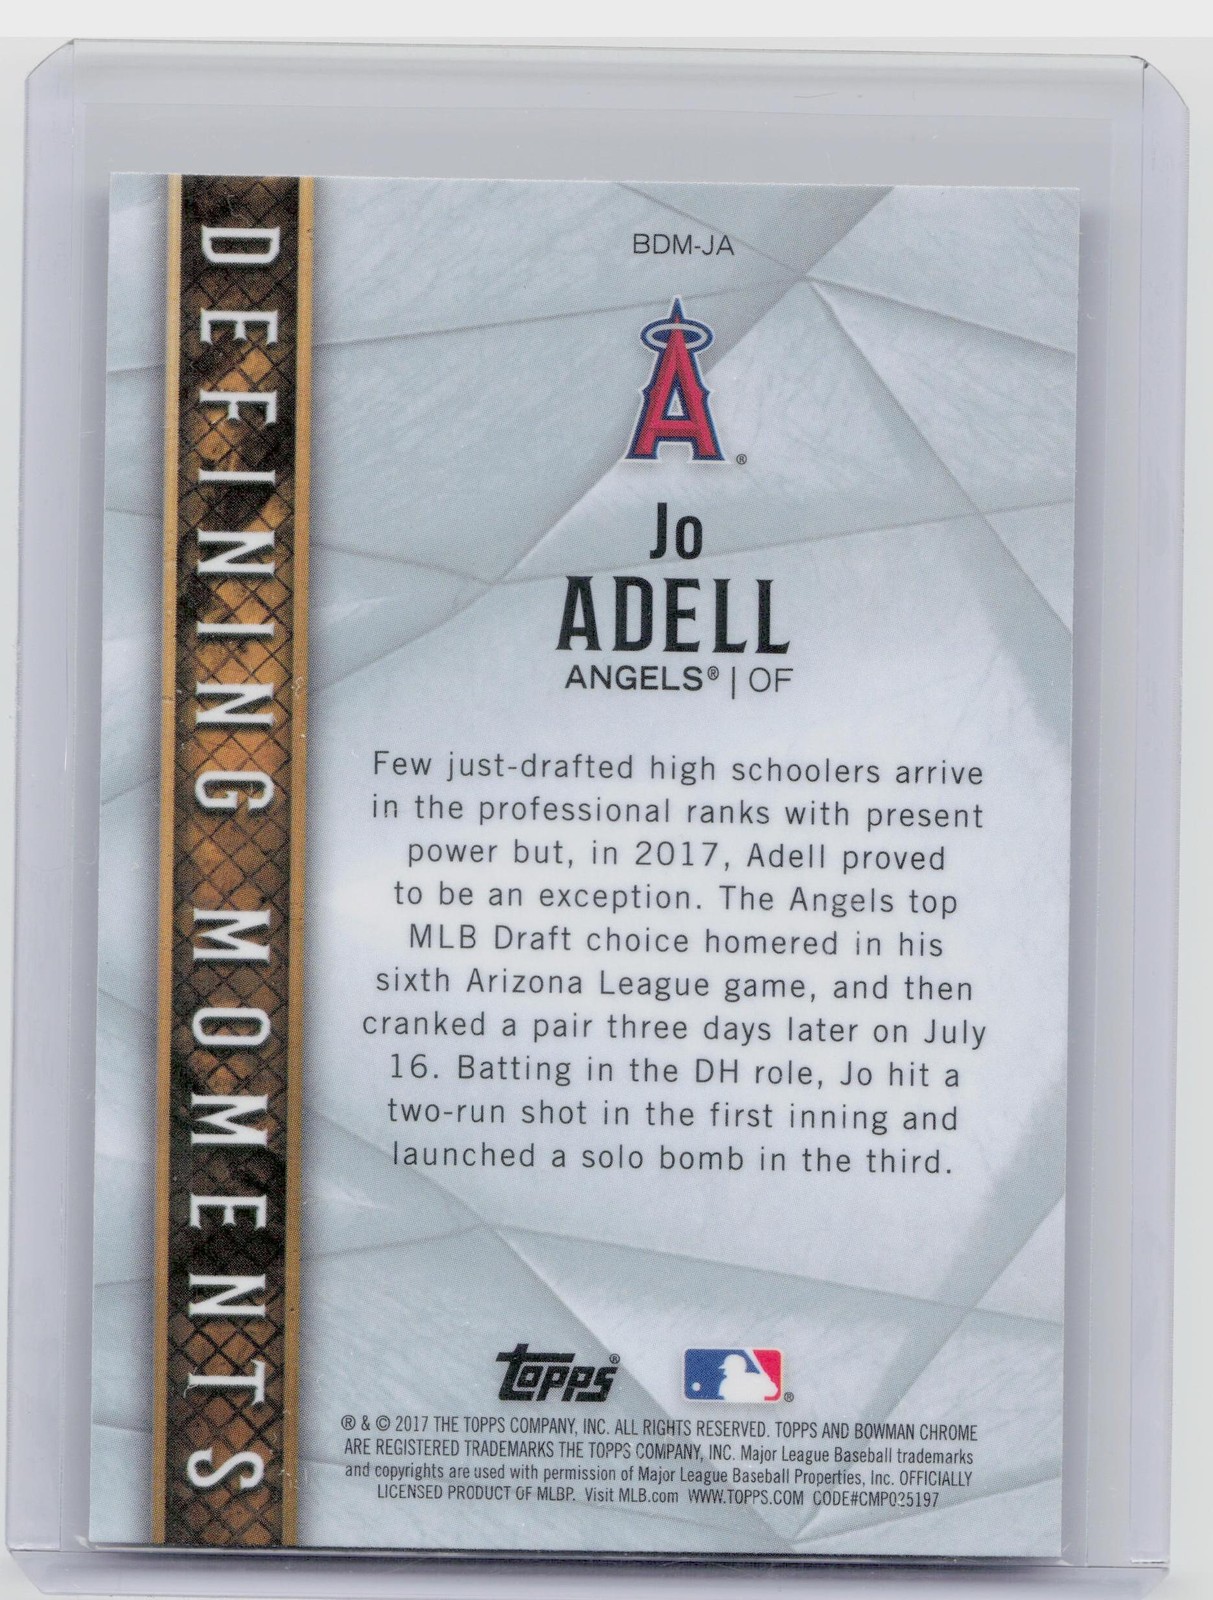 DEFINING MOMENTS
BDM-JA
A®
Jo
ADELL
ANGELS® | OF
Few just-drafted high schoolers arrive
in the professional ranks with present
power but, in 2017, Adell proved
to be an exception. The Angels top
MLB Draft choice homered in his
sixth Arizona League game, and then
cranked a pair three days later on July
16. Batting in the DH role, Jo hit a
two-run shot in the first inning and
launched a solo bomb in the third.
topps® ®
® & © 2017 THE TOPPS COMPANY, INC. ALL RIGHTS RESERVED. TOPPS AND BOWMAN CHROME
ARE REGISTERED TRADEMARKS THE TOPPS COMPANY, INC. Major League Baseball trademarks
and copyrights are used with permission of Major League Baseball Properties, Inc. OFFICIALLY
LICENSED PRODUCT OF MLBP. Visit MLB.com WWW.TOPPS.COM CODE#CMP025197